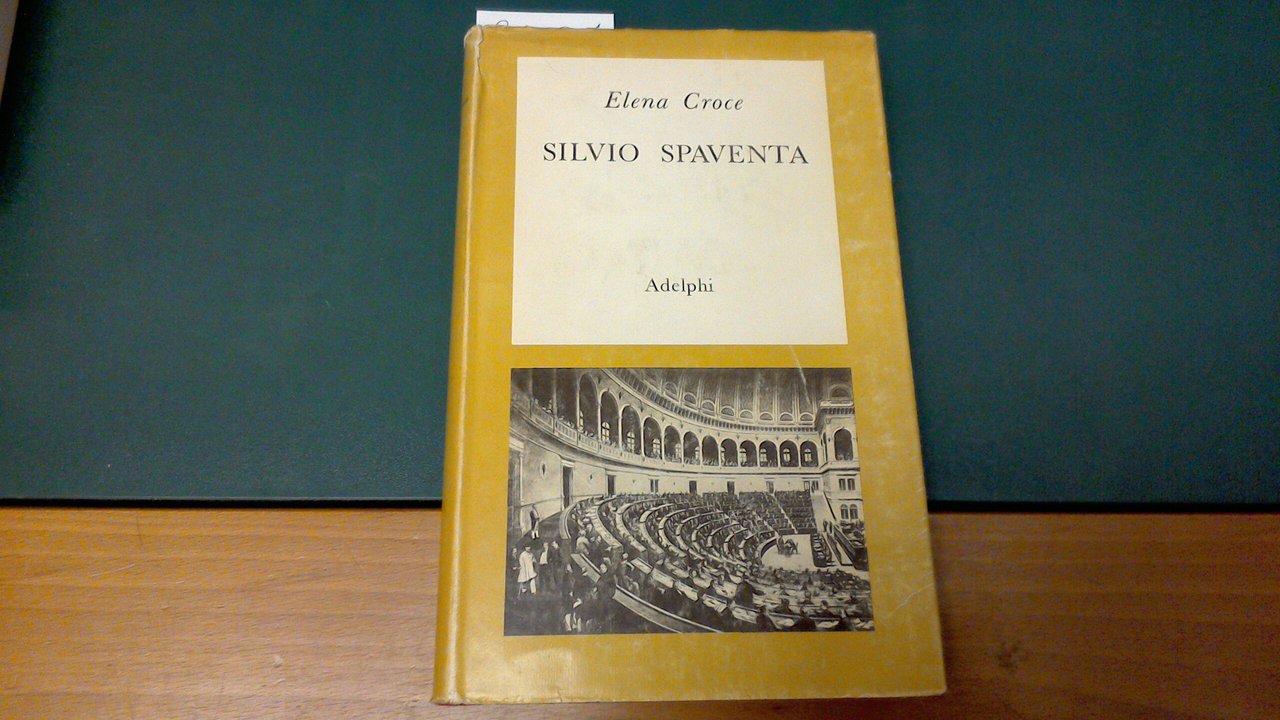 Elena Croce
SILVIO SPAVENTA
Adelphi